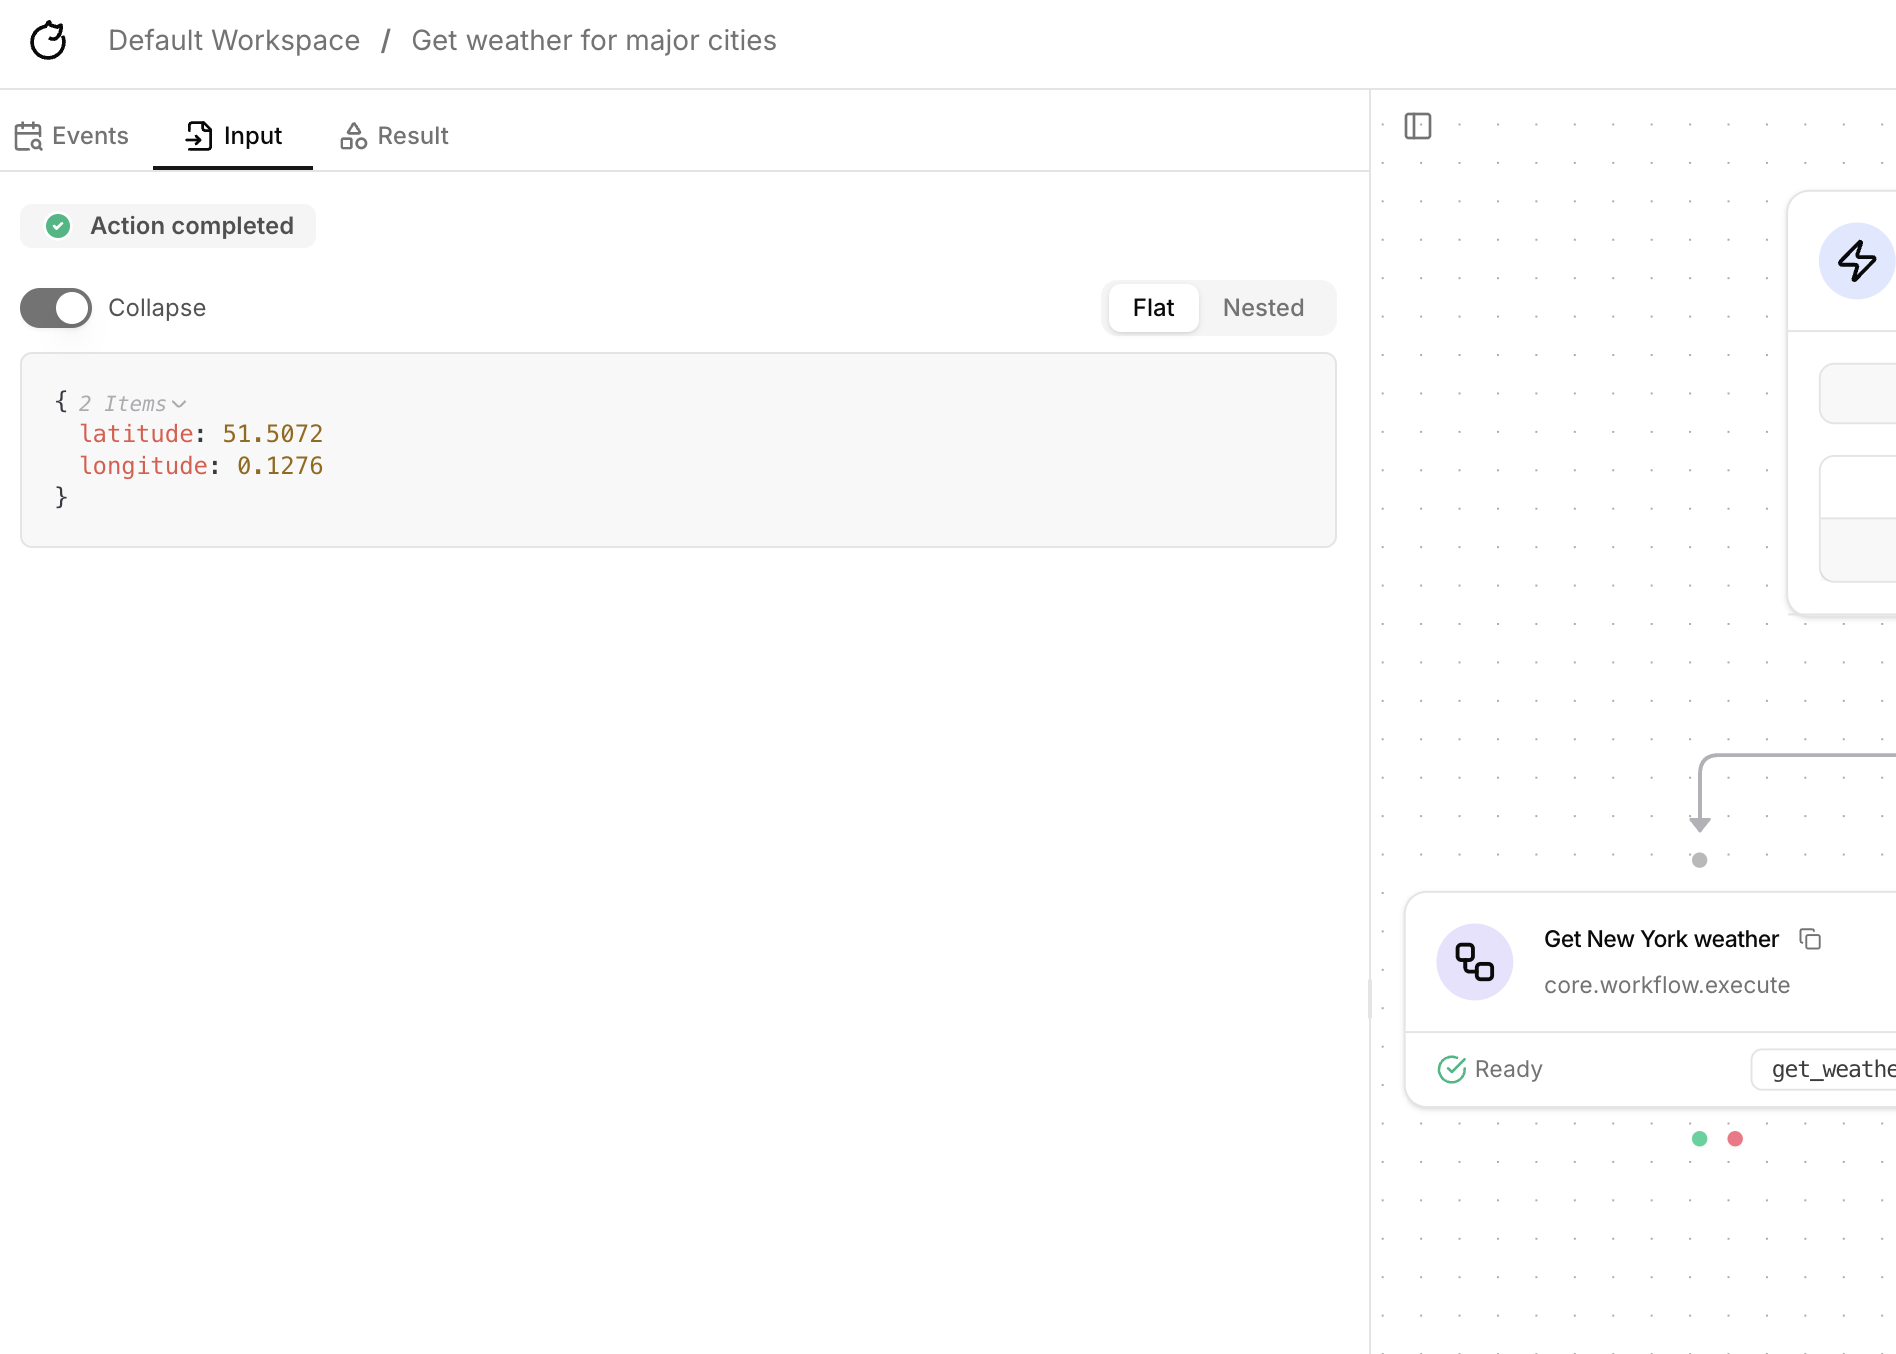 Default Workspace / Get weather for major cities
Events
Input
Result
Action completed
Collapse
Flat
Nested
{ 2 Items
latitude: 51.5072
longitude: 0.1276
}
Get New York weather
core.workflow.execute
Ready
get_weathe